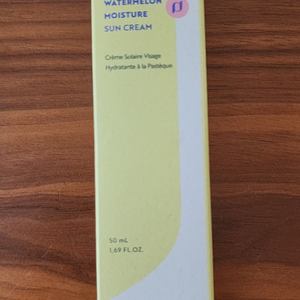 WATERMELON
MOISTURE
SUN CREAM
Crème Solaire Visage
Hydratante à la Pastèque
50 mL
1.69 FL.OZ.